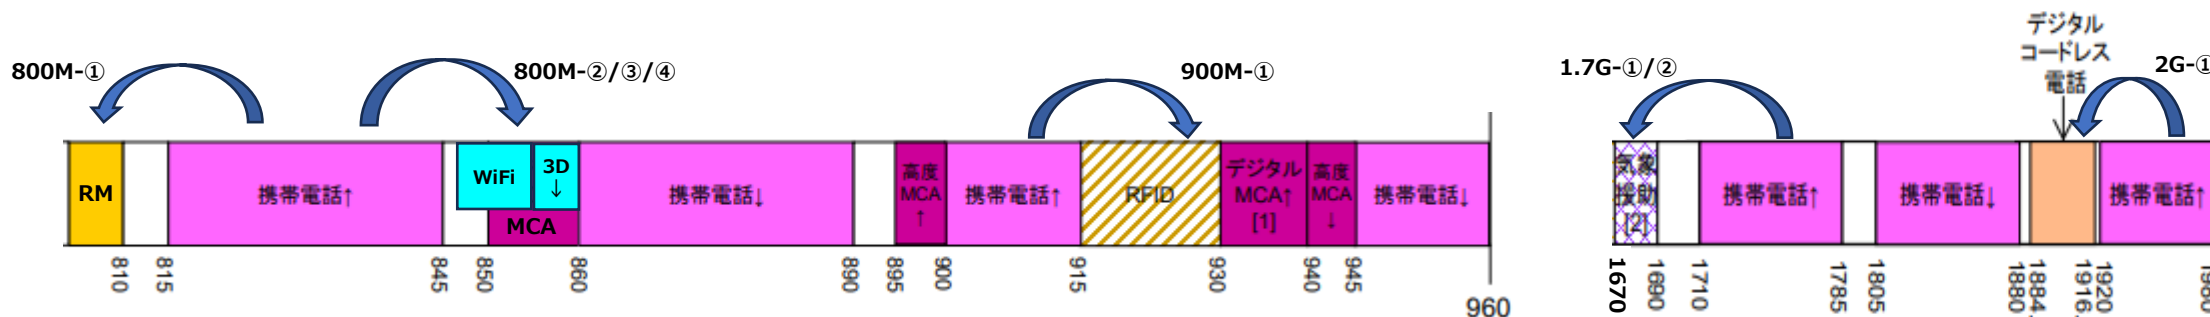 800M-①
800M-②/③/④
900M-①
1.7G-①/②
デジタル
コードレス
電話
2G-①
RM
携帯電話↑
WiFi
3D
↓
MCA
携帯電話↓
高度
MCA
↑
携帯電話↑
RFID
デジタル
MCA↑
[1]
高度
MCA
↓
携帯電話↓
気象
援助
[2]
携帯電話↑
携帯電話↓
携帯電話↑
810
815
845
850
860
890
895
900
915
930
940
945
960
1670
1690
1710
1785
1805
1880
1884.
1916.
1920
1980